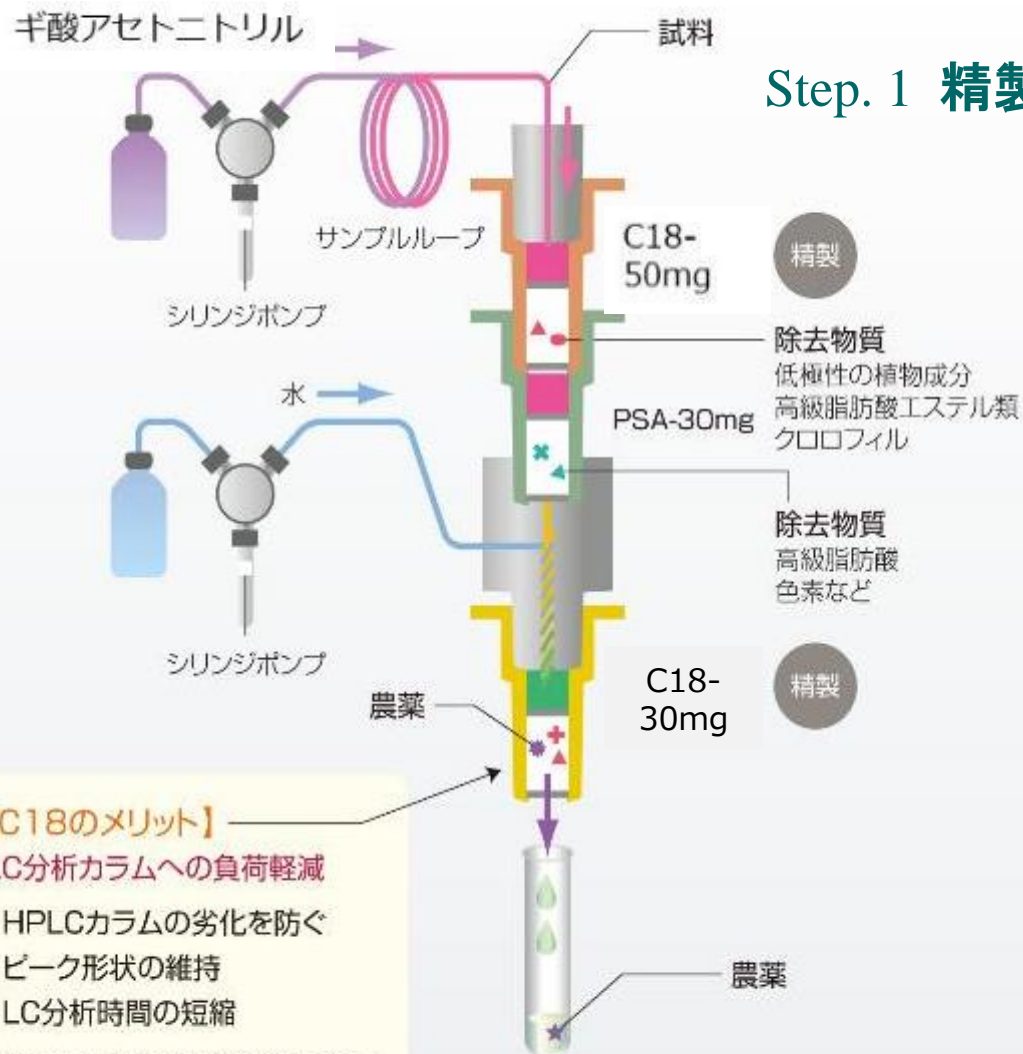 ギ酸アセトニトリル
試料
Step. 1 精製
サンプルループ
シリンジポンプ
C18-
50mg
精製
除去物質
低極性の植物成分
高級脂肪酸エステル類
クロロフィル
水
PSA-30mg
除去物質
高級脂肪酸
色素など
シリンジポンプ
農薬
C18-
30mg
精製
C18のメリット】
C分析カラムへの負荷軽減
HPLCカラムの劣化を防ぐ
ピーク形状の維持
LC分析時間の短縮
農薬